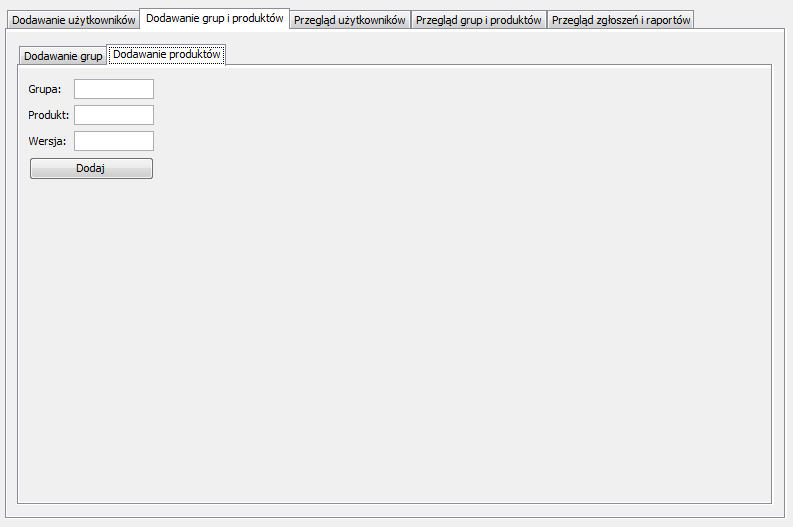 Dodawanie użytkowników Dodawanie grup i produktów Przegląd użytkowników Przegląd grup i produktów Przegląd zgłoszeń i raportów
Dodawanie grup Dodawanie produktów
Grupa:
Produkt:
Wersja:
Dodaj